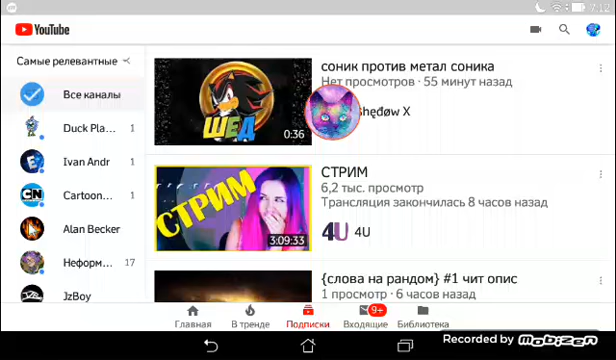 7:12
YouTube
Самые релевантные
Все каналы
Duck Pla... 1
Ivan Andr 1
Cartoon... 1
Alan Becker
Неформ... 17
JzBoy
ШЕД
0:36
соник против метал соника
Нет просмотров · 55 минут назад
shęđøw X
СТРИМ
3:09:33
СТРИМ
6,2 тыс. просмотр
Трансляция закончилась 8 часов назад
4U 4U
{слова на рандом} #1 чит опис
1 просмотр · 6 часов назад
9+
Главная
В тренде
Подписки
Входящие
Библиотека
Recorded by mobizen